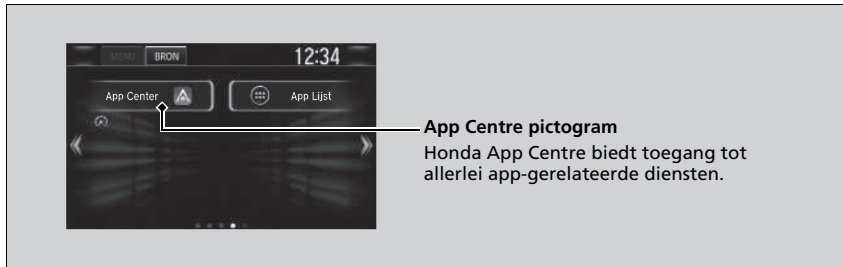 MENU BRON 12:34
App Center App Lijst
App Centre pictogram
Honda App Centre biedt toegang tot
allerlei app-gerelateerde diensten.